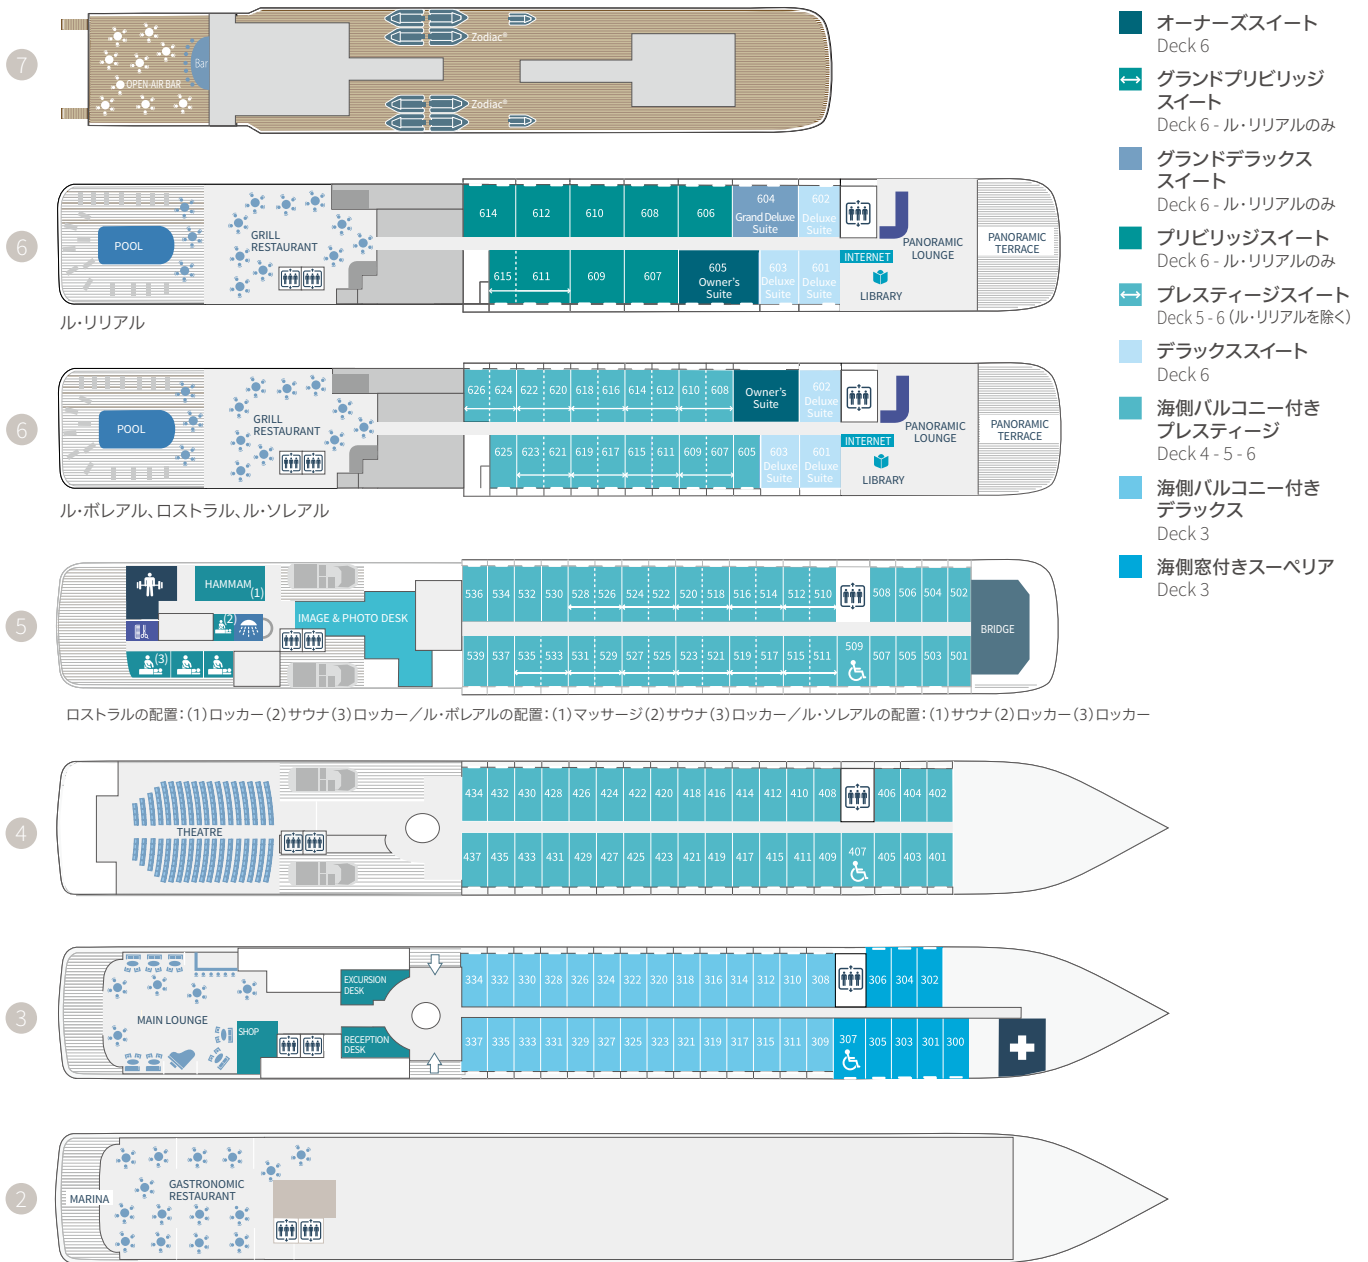 7
Zodiac®
Bar
OPEN-AIR BAR
Zodiac®
6
POOL
GRILL
RESTAURANT
614 612 610 608 606
604
Grand Deluxe
Suite
602
Deluxe
Suite
615 611 609 607
605
Owner's
Suite
603
Deluxe
Suite
601
Deluxe
Suite
INTERNET
LIBRARY
PANORAMIC
LOUNGE
PANORAMIC
TERRACE
ル・リリアル
6
POOL
GRILL
RESTAURANT
626 624 622 620 618 616 614 612 610 608
Owner's
Suite
602
Deluxe
Suite
625 623 621 619 617 615 611 609 607 605
603
Deluxe
Suite
601
Deluxe
Suite
INTERNET
LIBRARY
PANORAMIC
LOUNGE
PANORAMIC
TERRACE
ル・ボレアル、ロストラル、ル・ソレアル
5
HAMMAM
(1)
(2)
(3)
IMAGE & PHOTO DESK
536 534 532 530 528 526 524 522 520 518 516 514 512 510 508 506 504 502
539 537 535 533 531 529 527 525 523 521 519 517 515 511 509 507 505 503 501
BRIDGE
ロストラルの配置：（1）ロッカー（2）サウナ（3）ロッカー／ル・ボレアルの配置：（1）マッサージ（2）サウナ（3）ロッカー／ル・ソレアルの配置：（1）サウナ（2）ロッカー（3）ロッカー
4
THEATRE
434 432 430 428 426 424 422 420 418 416 414 412 410 408 406 404 402
437 435 433 431 429 427 425 423 421 419 417 415 411 409 407 405 403 401
3
MAIN LOUNGE
SHOP
EXCURSION
DESK
RECEPTION
DESK
334 332 330 328 326 324 322 320 318 316 314 312 310 308 306 304 302
337 335 333 331 329 327 325 323 321 319 317 315 311 309 307 305 303 301 300
2
MARINA
GASTRONOMIC
RESTAURANT
オーナーズスイート
Deck 6
グランドプリビリッジ
スイート
Deck 6 - ル・リリアルのみ
グランドデラックス
スイート
Deck 6 - ル・リリアルのみ
プリビリッジスイート
Deck 6 - ル・リリアルのみ
プレスティージスイート
Deck 5 - 6（ル・リリアルを除く）
デラックススイート
Deck 6
海側バルコニー付き
プレスティージ
Deck 4 - 5 - 6
海側バルコニー付き
デラックス
Deck 3
海側窓付きスーペリア
Deck 3